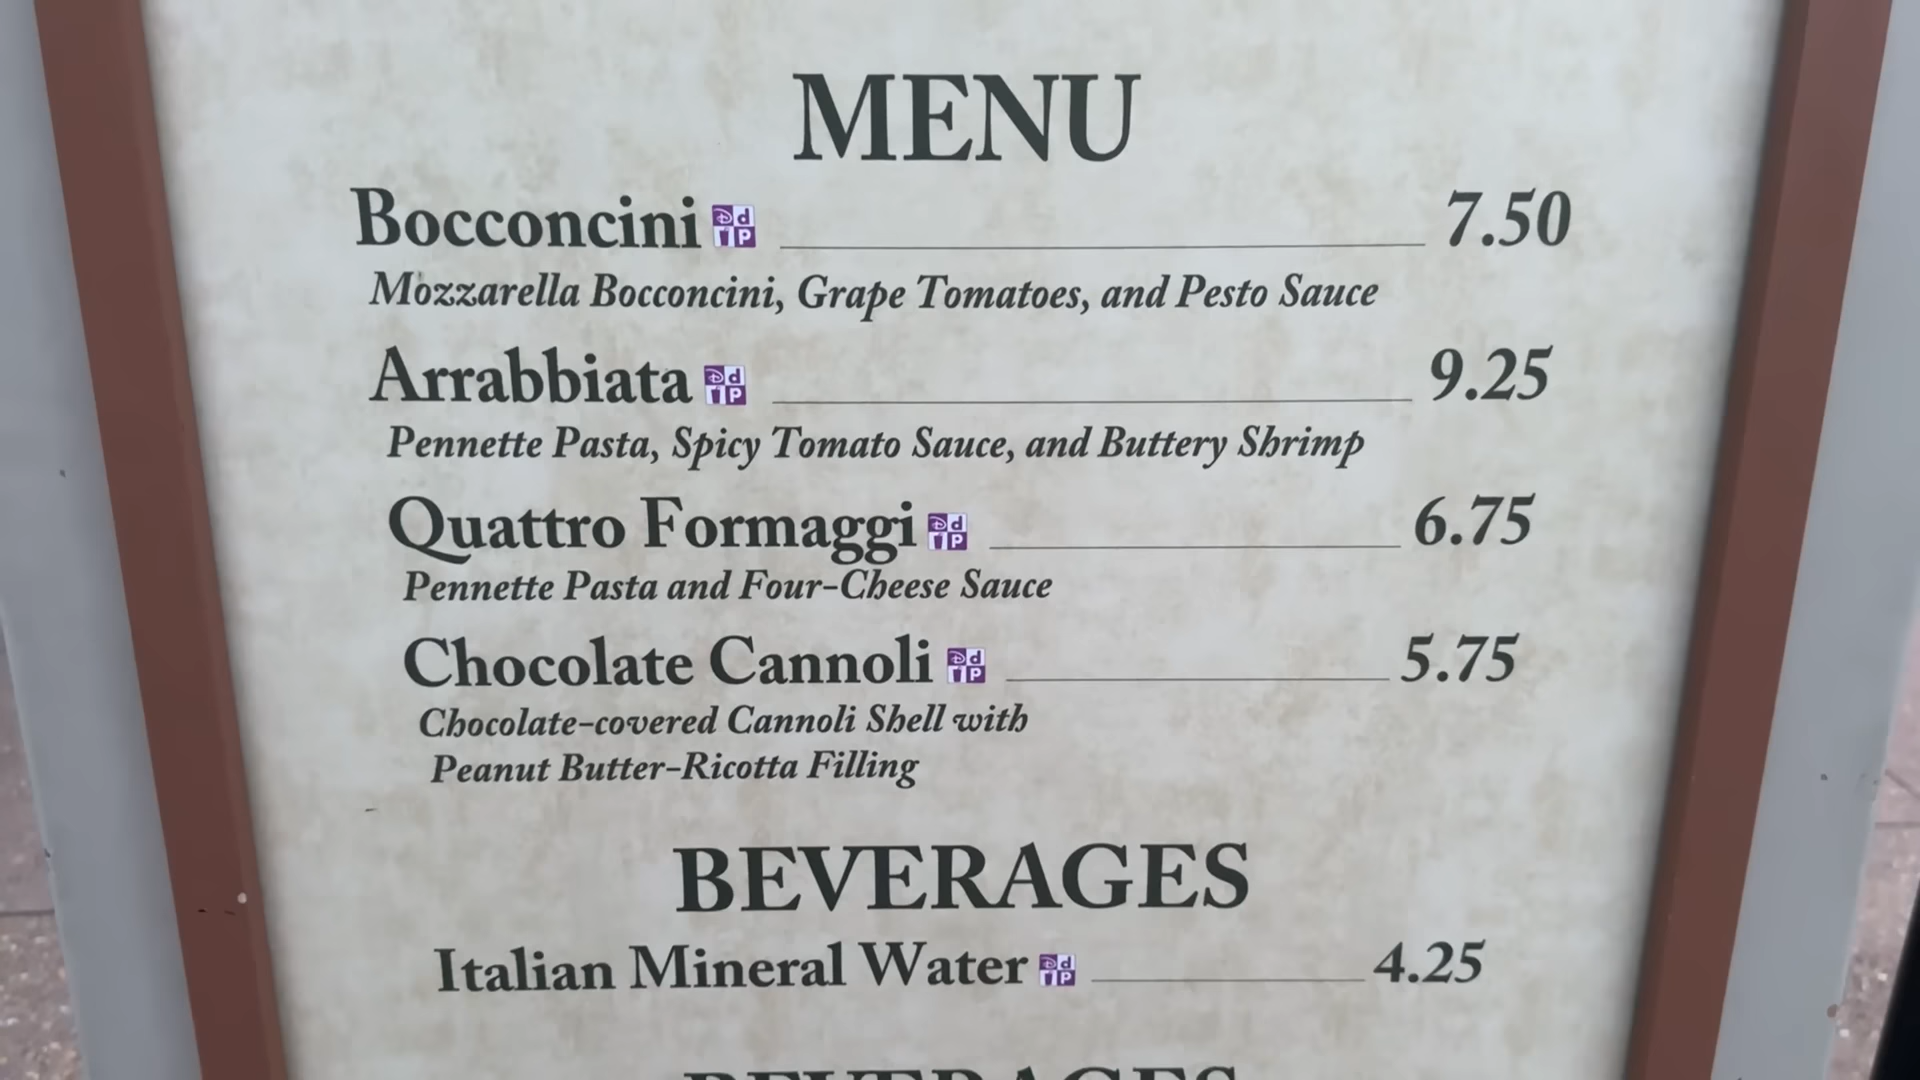 MENU
Bocconcini 7.50
Mozzarella Bocconcini, Grape Tomatoes, and Pesto Sauce
Arrabbiata 9.25
Pennette Pasta, Spicy Tomato Sauce, and Buttery Shrimp
Quattro Formaggi 6.75
Pennette Pasta and Four-Cheese Sauce
Chocolate Cannoli 5.75
Chocolate-covered Cannoli Shell with
Peanut Butter-Ricotta Filling
BEVERAGES
Italian Mineral Water 4.25
BEVERAGES